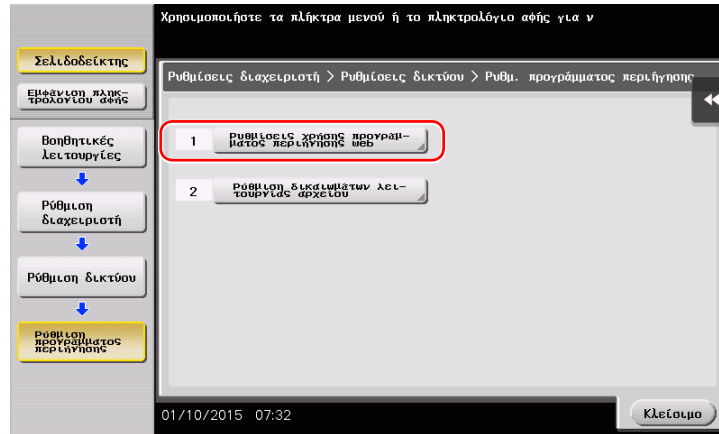 Χρησιμοποιήστε τα πλήκτρα μενού ή το πληκτρολόγιο αφής για ν
Σελιδοδείκτης
Εμφάνιση πληκ-
τρολογίου αφής
Βοηθητικές
λειτουργίες
Ρύθμιση
διαχειριστή
Ρύθμιση δικτύου
Ρύθμιση
προγράμματος
περιήγησης
Ρυθμίσεις διαχειριστή > Ρυθμίσεις δικτύου > Ρυθμ. προγράμματος περιήγησης
1 Ρυθμίσεις χρήσης προγράμ-
ματος περιήγησης web
2 Ρύθμιση δικαιωμάτων λει-
τουργίας αρχείου
01/10/2015 07:32
Κλείσιμο